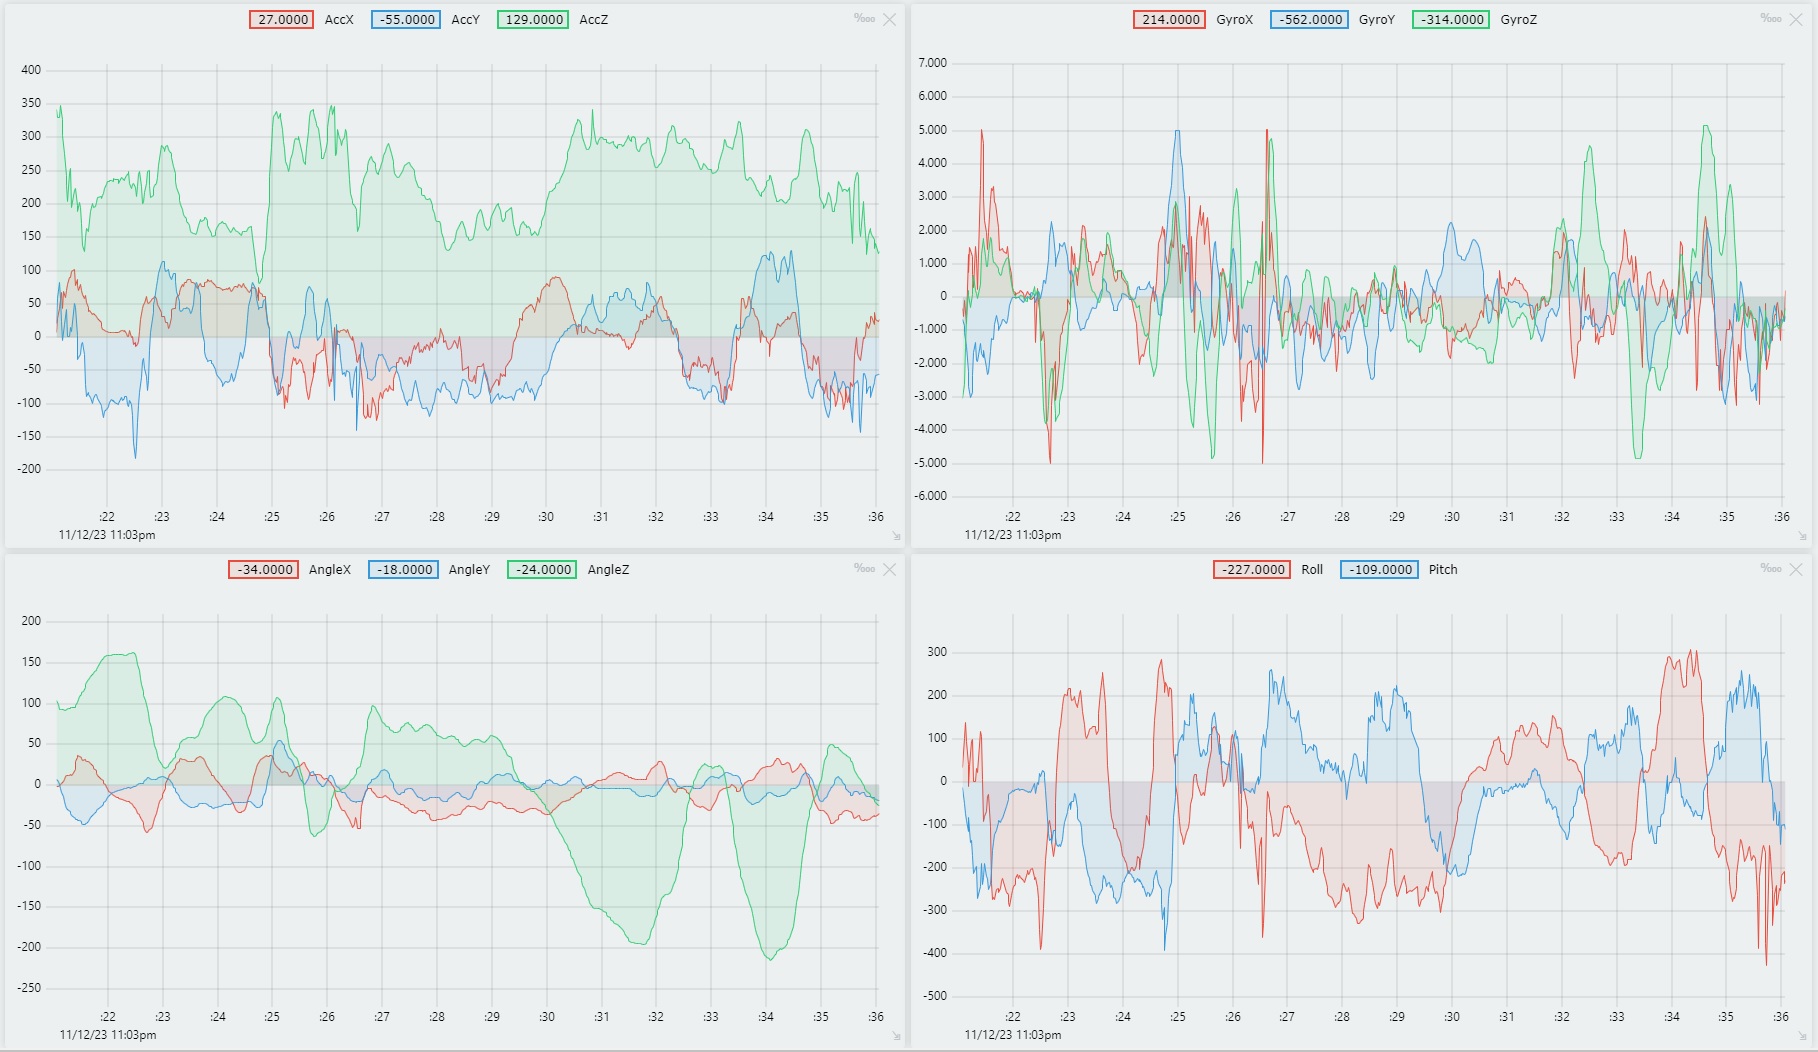 27.0000 AccX -55.0000 AccY 129.0000 AccZ
‰oo
400
350
300
250
200
150
100
50
0
-50
-100
-150
-200
:22 :23 :24 :25 :26 :27 :28 :29 :30 :31 :32 :33 :34 :35 :36
11/12/23 11:03pm
214.0000 GyroX -562.0000 GyroY -314.0000 GyroZ
‰oo
7.000
6.000
5.000
4.000
3.000
2.000
1.000
0
-1.000
-2.000
-3.000
-4.000
-5.000
-6.000
:22 :23 :24 :25 :26 :27 :28 :29 :30 :31 :32 :33 :34 :35 :36
11/12/23 11:03pm
-34.0000 AngleX -18.0000 AngleY -24.0000 AngleZ
‰oo
200
150
100
50
0
-50
-100
-150
-200
-250
:22 :23 :24 :25 :26 :27 :28 :29 :30 :31 :32 :33 :34 :35 :36
11/12/23 11:03pm
-227.0000 Roll -109.0000 Pitch
‰oo
300
200
100
0
-100
-200
-300
-400
-500
:22 :23 :24 :25 :26 :27 :28 :29 :30 :31 :32 :33 :34 :35 :36
11/12/23 11:03pm